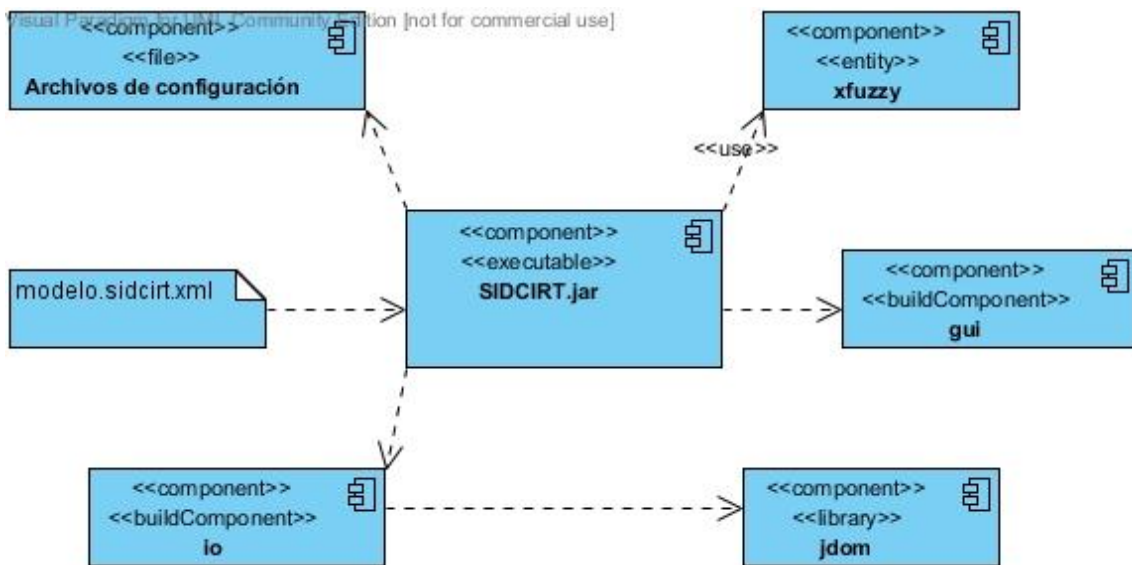 Visual Paradigm for UML Community Edition [not for commercial use]
<<component>>
<<file>>
Archivos de configuración
<<component>>
<<entity>>
xfuzzy
<<use>>
<<component>>
<<executable>>
SIDCIRT.jar
modelo.sidcirt.xml
<<component>>
<<buildComponent>>
gui
<<component>>
<<buildComponent>>
io
<<component>>
<<library>>
jdom